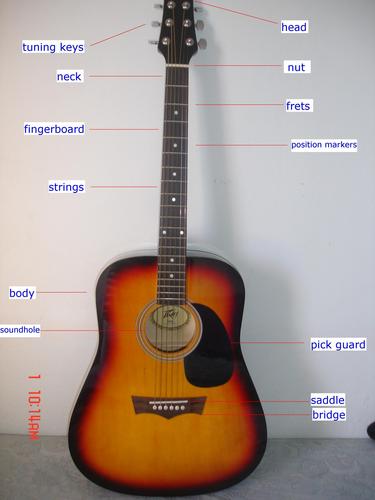 head
tuning keys
nut
neck
frets
fingerboard
position markers
strings
body
PEAVEY
soundhole
pick guard
saddle
bridge
1 10:14AM